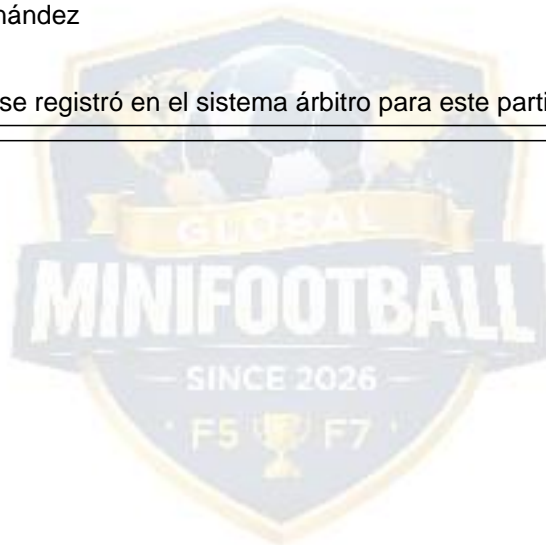 nández
se registró en el sistema árbitro para este parti
GLOBAL
MINIFOOTBALL
SINCE 2026
F5 F7